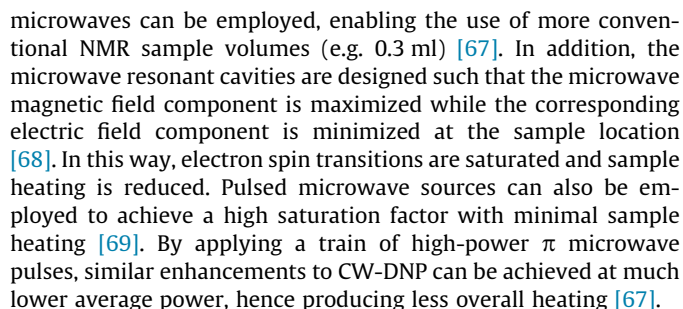 microwaves can be employed, enabling the use of more conven-
tional NMR sample volumes (e.g. 0.3 ml) [67]. In addition, the
microwave resonant cavities are designed such that the microwave
magnetic field component is maximized while the corresponding
electric field component is minimized at the sample location
[68]. In this way, electron spin transitions are saturated and sample
heating is reduced. Pulsed microwave sources can also be em-
ployed to achieve a high saturation factor with minimal sample
heating [69]. By applying a train of high-power π microwave
pulses, similar enhancements to CW-DNP can be achieved at much
lower average power, hence producing less overall heating [67].